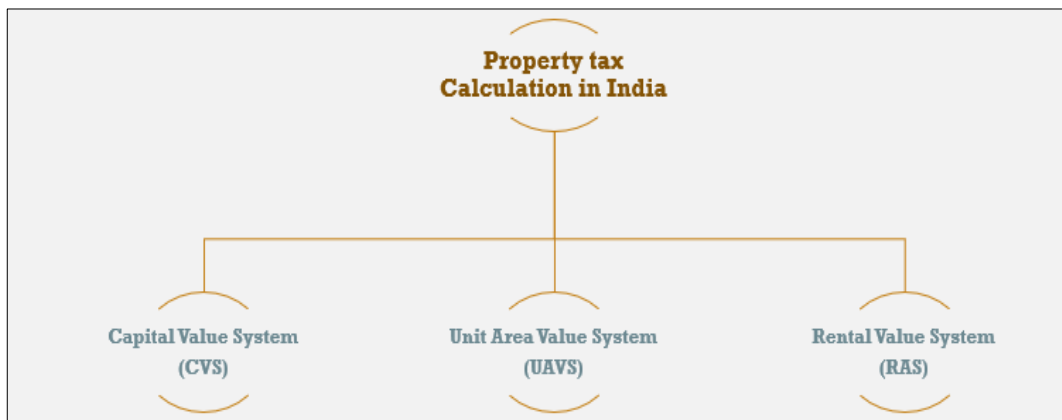 Property tax
Calculation in India
Capital Value System
(CVS)
Unit Area Value System
(UAVS)
Rental Value System
(RAS)